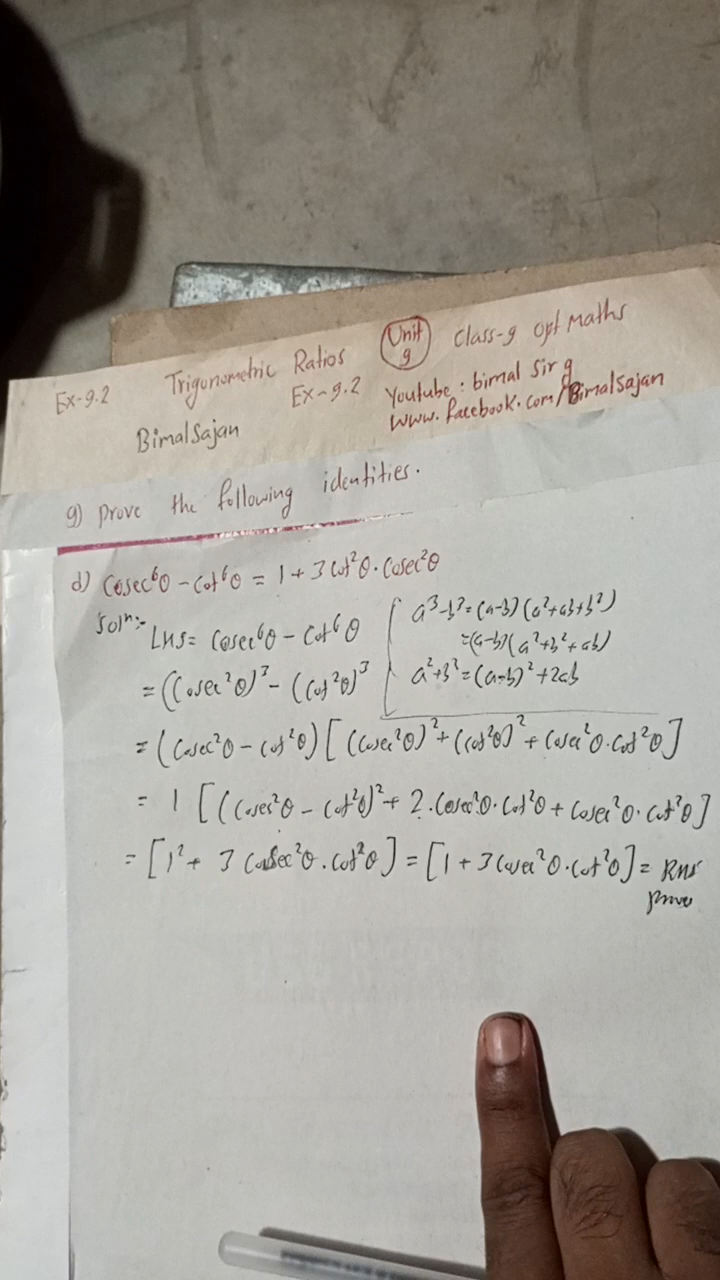 Ex-9.2 Trigonometric Ratios Ex-9.2 Unit 9 Class-9 opt Maths
BimalSajan Youtube : bimal Sir g
www.facebook.com/BimalSajan
9) prove the following identities.
d) Cosec⁶θ - cot⁶θ = 1 + 3 Cot²θ. Cosec²θ
Solⁿ:-
LHS = Cosec⁶θ - Cot⁶θ
= (Cosec²θ)³ - (Cot²θ)³
a³-b³ = (a-b) (a²+ab+b²)
= (a-b) (a²+b²+ab)
a²+b² = (a-b)² + 2ab
= (Cosec²θ - cot²θ) [(Cosec²θ)² + (cot²θ)² + Cosec²θ.Cot²θ]
= 1 [(Cosec²θ - Cot²θ)² + 2.Cosec²θ.Cot²θ + Cosec²θ.Cot²θ]
= [1² + 3 Cosec²θ.cot²θ] = [1 + 3 Cosec²θ.Cot²θ] = RHS
prove